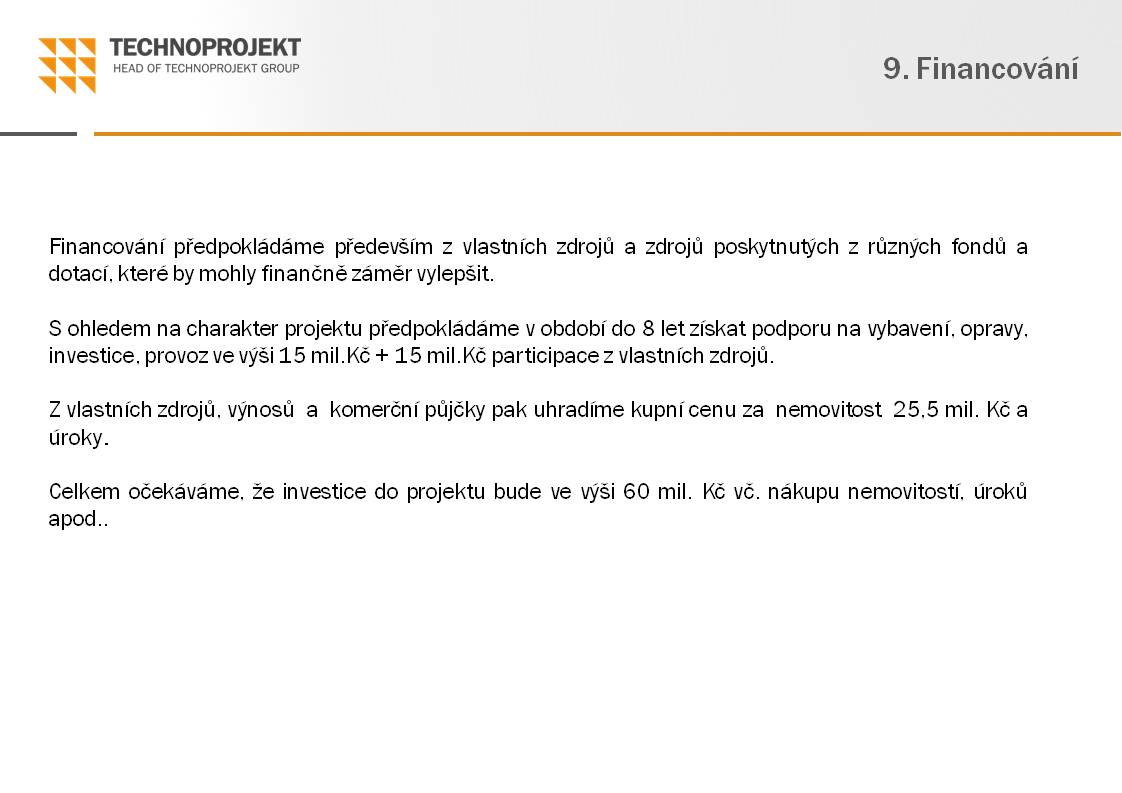 TECHNOPROJEKT
HEAD OF TECHNOPROJEKT GROUP
9. Financování
Financování předpokládáme především z vlastních zdrojů a zdrojů poskytnutých z různých fondů a
dotací, které by mohly finančně záměr vylepšit.
S ohledem na charakter projektu předpokládáme v období do 8 let získat podporu na vybavení, opravy,
investice, provoz ve výši 15 mil.Kč + 15 mil.Kč participace z vlastních zdrojů.
Z vlastních zdrojů, výnosů a komerční půjčky pak uhradíme kupní cenu za nemovitost 25,5 mil. Kč a
úroky.
Celkem očekáváme, že investice do projektu bude ve výši 60 mil. Kč vč. nákupu nemovitostí, úroků
apod..